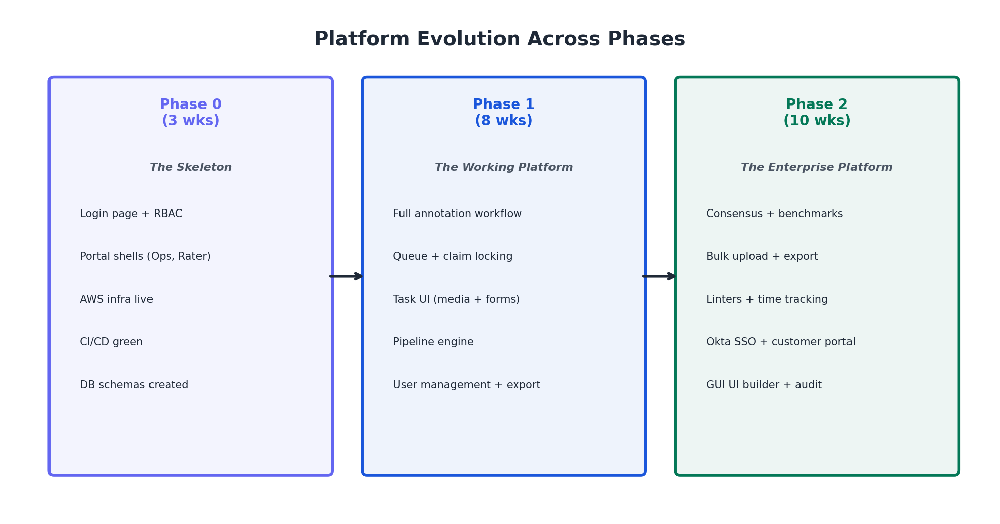 Platform Evolution Across Phases
Phase 0
(3 wks)
The Skeleton
Login page + RBAC
Portal shells (Ops, Rater)
AWS infra live
CI/CD green
DB schemas created
Phase 1
(8 wks)
The Working Platform
Full annotation workflow
Queue + claim locking
Task UI (media + forms)
Pipeline engine
User management + export
Phase 2
(10 wks)
The Enterprise Platform
Consensus + benchmarks
Bulk upload + export
Linters + time tracking
Okta SSO + customer portal
GUI UI builder + audit